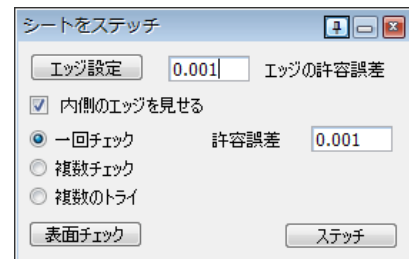 シートをステッチ
エッジ設定 0.001 エッジの許容誤差
内側のエッジを見せる
一回チェック 許容誤差 0.001
複数チェック
複数のトライ
表面チェック ステッチ